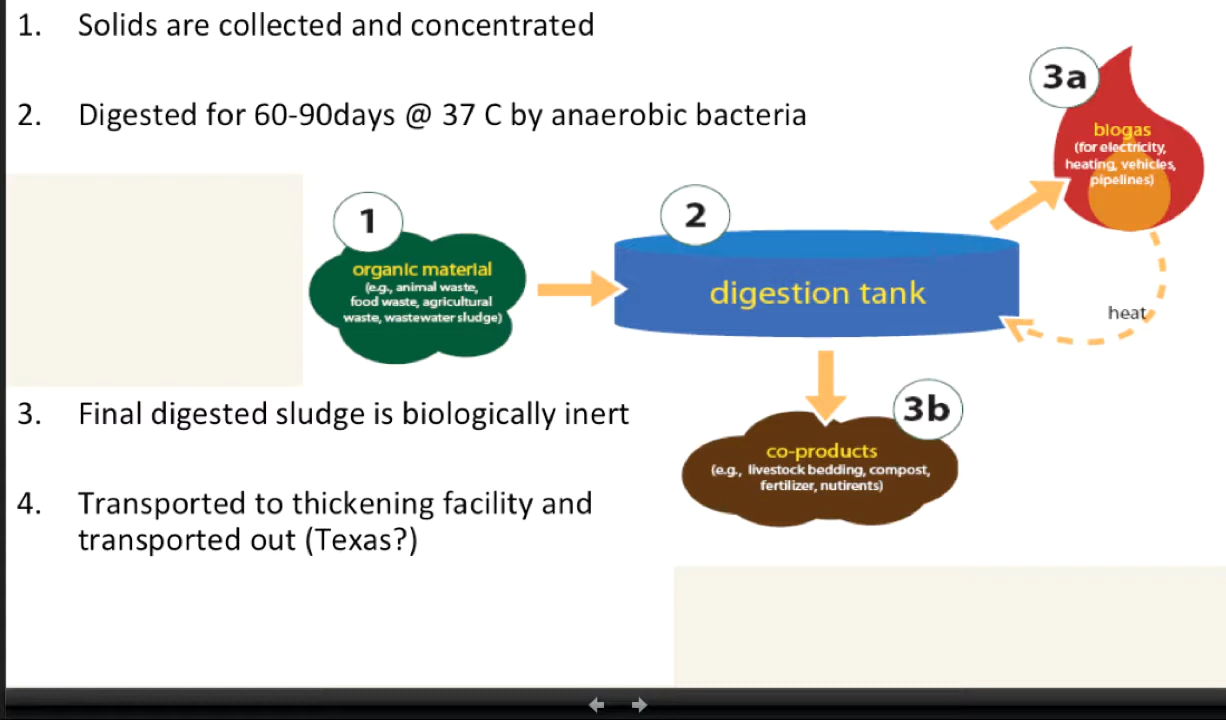 1. Solids are collected and concentrated
2. Digested for 60-90days @ 37 C by anaerobic bacteria
3a
biogas
(for electricity,
heating, vehicles,
pipelines)
1
organic material
(e.g., animal waste,
food waste, agricultural
waste, wastewater sludge)
2
digestion tank
heat
3. Final digested sludge is biologically inert
3b
co-products
(e.g., livestock bedding, compost,
fertilizer, nutirents)
4. Transported to thickening facility and
transported out (Texas?)